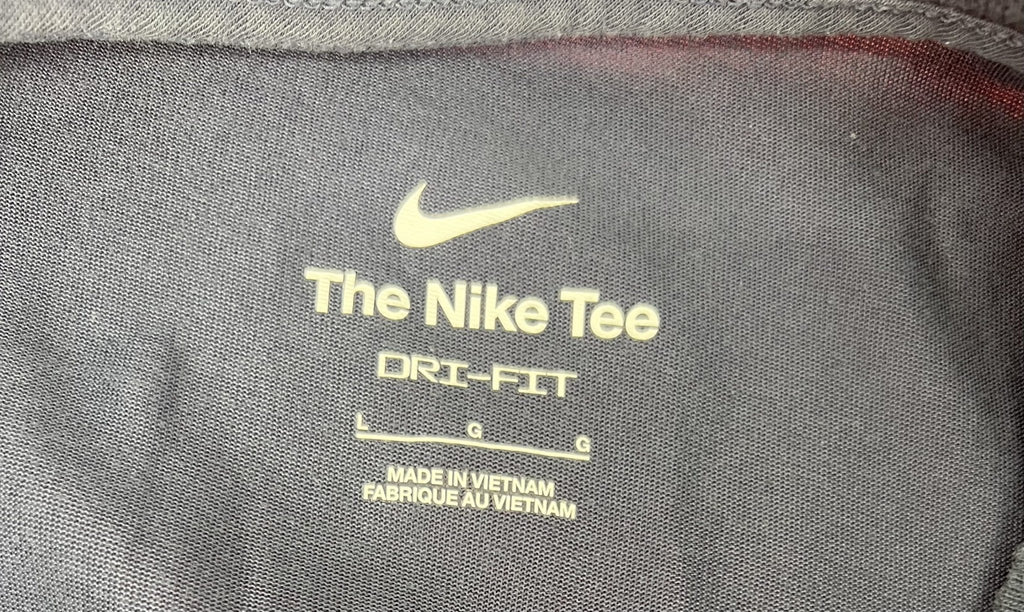 The Nike Tee
DRI-FIT
L G G
MADE IN VIETNAM
FABRIQUE AU VIETNAM